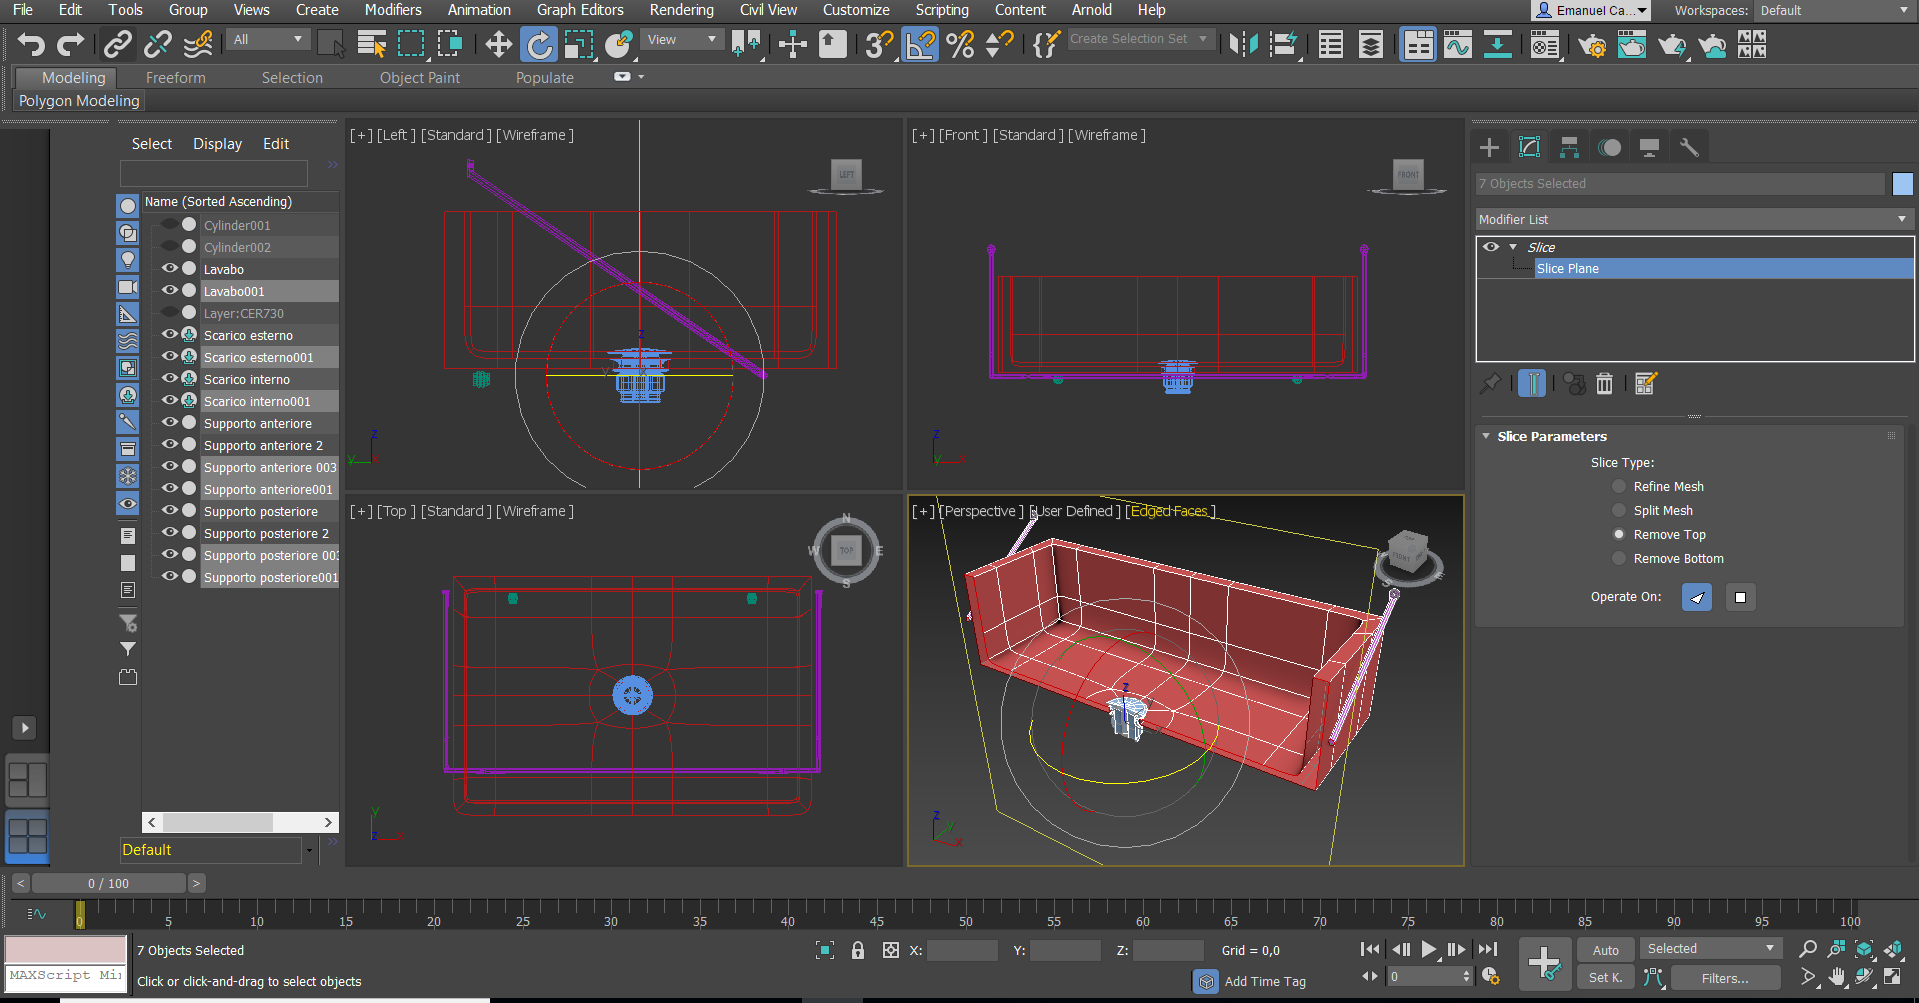 File Edit Tools Group Views Create Modifiers Animation Graph Editors Rendering Civil View Customize Scripting Content Arnold Help
Emanuel Ca... Workspaces: Default
All View Create Selection Set
Modeling Freeform Selection Object Paint Populate
Polygon Modeling
Select Display Edit
Name (Sorted Ascending)
Cylinder001
Cylinder002
Lavabo
Lavabo001
Layer:CER730
Scarico esterno
Scarico esterno001
Scarico interno
Scarico interno001
Supporto anteriore
Supporto anteriore 2
Supporto anteriore 003
Supporto anteriore001
Supporto posteriore
Supporto posteriore 2
Supporto posteriore 00
Supporto posteriore001
Default
[+] [Left ] [Standard ] [Wireframe ]
LEFT
z
y
[+] [Front ] [Standard ] [Wireframe ]
FRONT
z
y
[+] [Top ] [Standard ] [Wireframe ]
N
W TOP E
S
y
z x
[+] [Perspective ] [User Defined ] [Edged Faces ]
FRONT
S E
z
z
y
x
7 Objects Selected
Modifier List
Slice
Slice Plane
Slice Parameters
Slice Type:
Refine Mesh
Split Mesh
Remove Top
Remove Bottom
Operate On:
< 0 / 100 >
0 5 10 15 20 25 30 35 40 45 50 55 60 65 70 75 80 85 90 95 100
7 Objects Selected
X: Y: Z: Grid = 0,0
Auto Selected
MAXScript Mi
Click or click-and-drag to select objects
Add Time Tag
0
Set K. Filters...